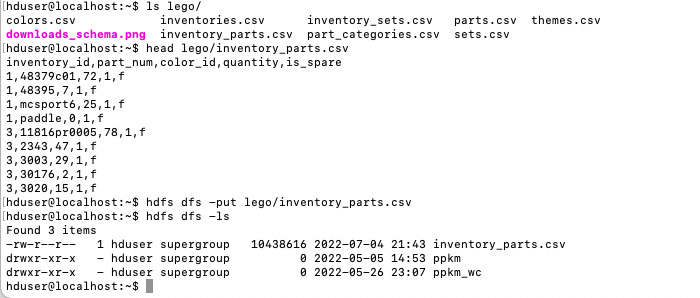 [hduser@localhost:~$ ls lego/
colors.csv            inventories.csv      inventory_sets.csv   parts.csv  themes.csv
downloads_schema.png  inventory_parts.csv  part_categories.csv  sets.csv
[hduser@localhost:~$ head lego/inventory_parts.csv
inventory_id,part_num,color_id,quantity,is_spare
1,48379c01,72,1,f
1,48395,7,1,f
1,mcsport6,25,1,f
1,paddle,0,1,f
3,11816pr0005,78,1,f
3,2343,47,1,f
3,3003,29,1,f
3,30176,2,1,f
3,3020,15,1,f
[hduser@localhost:~$ hdfs dfs -put lego/inventory_parts.csv
[hduser@localhost:~$ hdfs dfs -ls
Found 3 items
-rw-r--r--   1 hduser supergroup   10438616 2022-07-04 21:43 inventory_parts.csv
drwxr-xr-x   - hduser supergroup          0 2022-05-05 14:53 ppkm
drwxr-xr-x   - hduser supergroup          0 2022-05-26 23:07 ppkm_wc
hduser@localhost:~$